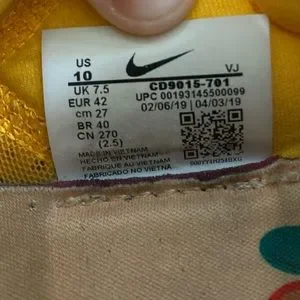 US
10
VJ
UK 7.5
EUR 42
cm 27
BR 40
CN 270
(2.5)
CD9015-701
UPC 00193145500099
02/06/19 | 04/03/19
MADE IN VIETNAM
HECHO EN VIETNAM
FABRIQUE AU VIETNAM
FABRICADO NO VIETNA